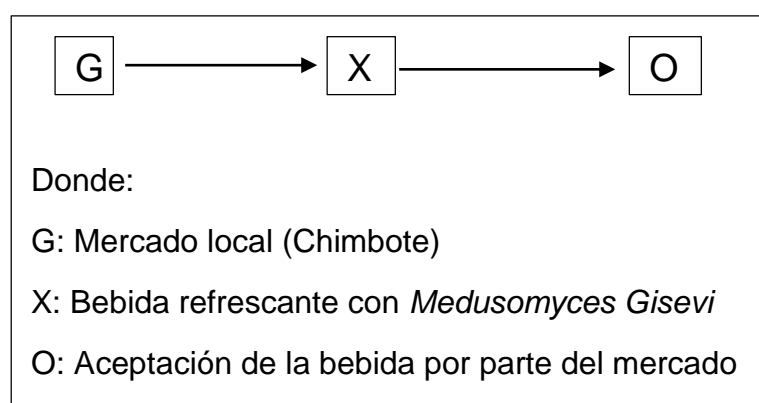 G X O
Donde:
G: Mercado local (Chimbote)
X: Bebida refrescante con Medusomyces Gisevi
O: Aceptación de la bebida por parte del mercado